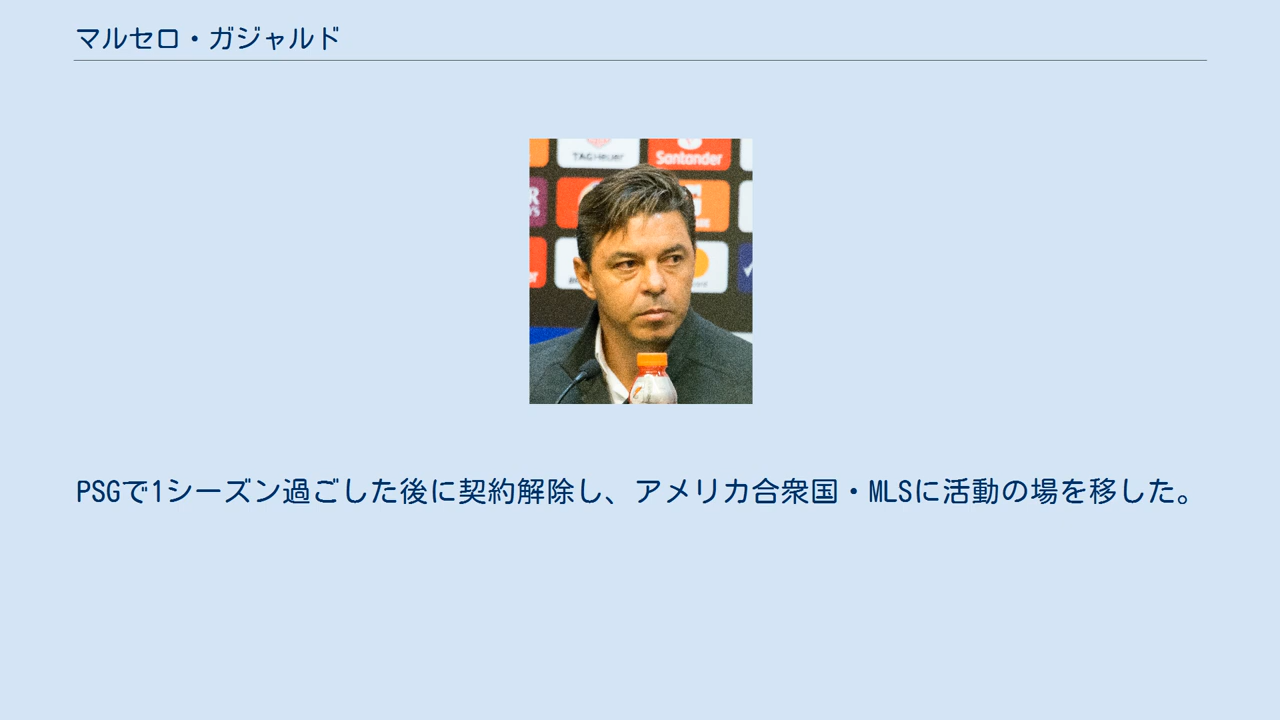 マルセロ・ガジャルド
TAGHeuer
Santander
PSGで1シーズン過ごした後に契約解除し、アメリカ合衆国・MLSに活動の場を移した。